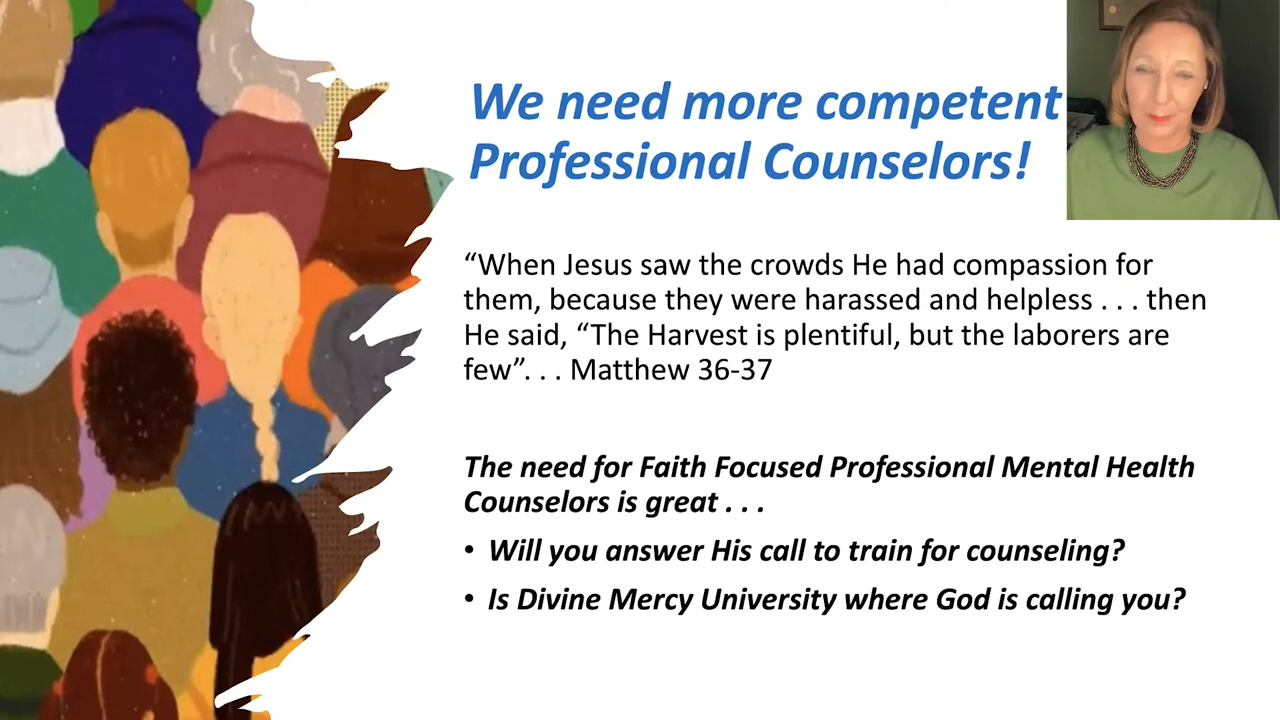 We need more competent
Professional Counselors!
“When Jesus saw the crowds He had compassion for
them, because they were harassed and helpless . . . then
He said, “The Harvest is plentiful, but the laborers are
few”. . . Matthew 36-37
The need for Faith Focused Professional Mental Health
Counselors is great . . .
• Will you answer His call to train for counseling?
• Is Divine Mercy University where God is calling you?